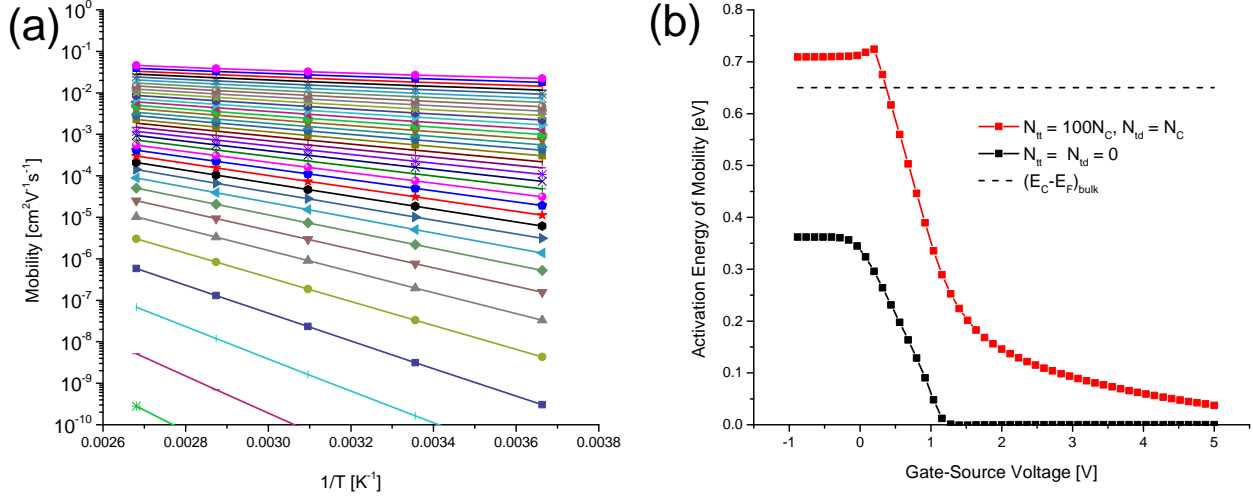 (a)
10^0
10^-1
10^-2
10^-3
10^-4
10^-5
10^-6
10^-7
10^-8
10^-9
10^-10
Mobility [cm^2V^-1s^-1]
0.0026 0.0028 0.0030 0.0032 0.0034 0.0036 0.0038
1/T [K^-1]
(b)
0.8
0.7
0.6
0.5
0.4
0.3
0.2
0.1
0.0
Activation Energy of Mobility [eV]
N_tt = 100N_C, N_td = N_C
N_tt = N_td = 0
(E_C-E_F)_bulk
-1 0 1 2 3 4 5
Gate-Source Voltage [V]